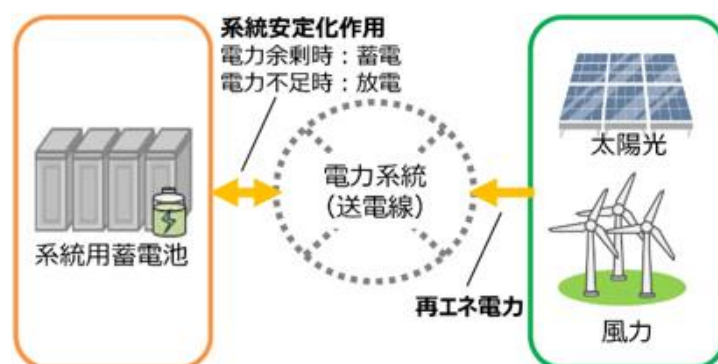 系統安定化作用
電力余剰時：蓄電
電力不足時：放電
系統用蓄電池
電力系統
（送電線）
再エネ電力
太陽光
風力